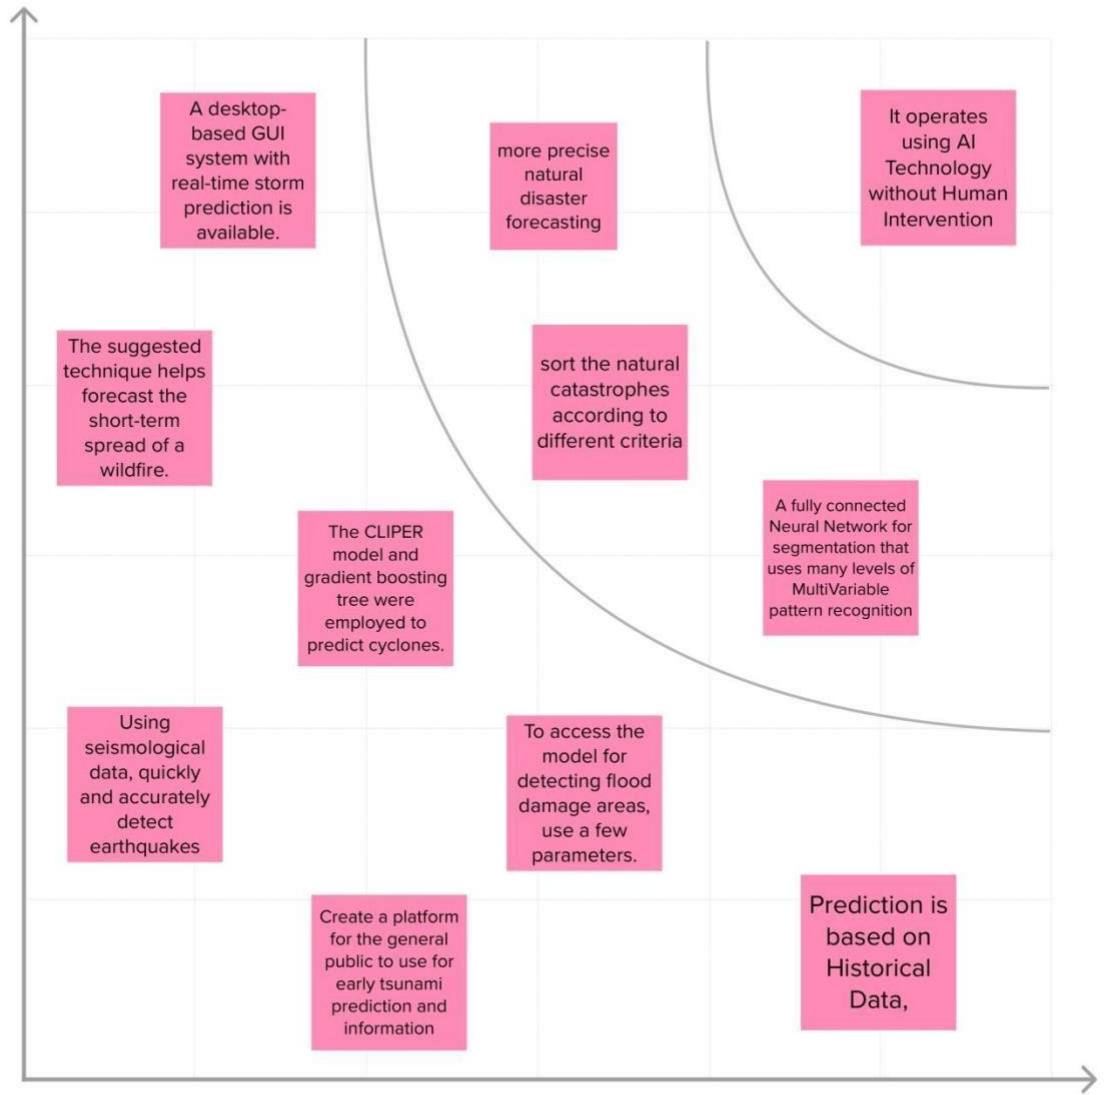 A desktop-
based GUI
system with
real-time storm
prediction is
available.
more precise
natural
disaster
forecasting
It operates
using AI
Technology
without Human
Intervention
The suggested
technique helps
forecast the
short-term
spread of a
wildfire.
sort the natural
catastrophes
according to
different criteria
The CLIPER
model and
gradient boosting
tree were
employed to
predict cyclones.
A fully connected
Neural Network for
segmentation that
uses many levels of
MultiVariable
pattern recognition
Using
seismological
data, quickly
and accurately
detect
earthquakes
To access the
model for
detecting flood
damage areas,
use a few
parameters.
Create a platform
for the general
public to use for
early tsunami
prediction and
information
Prediction is
based on
Historical
Data,